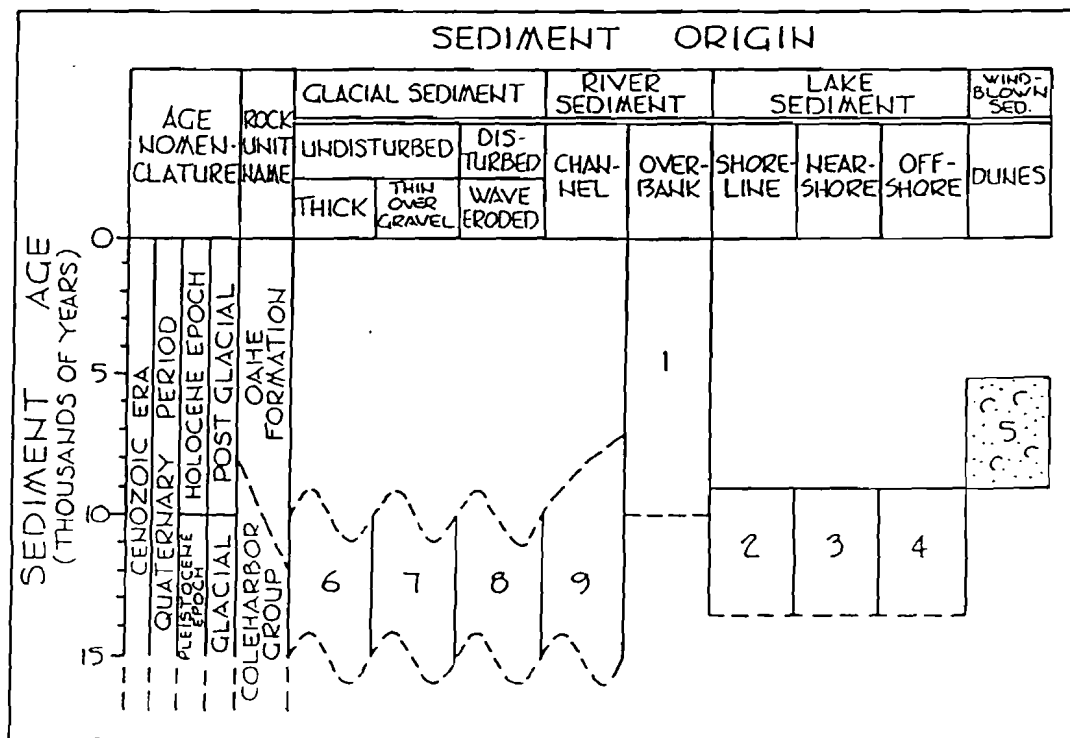 SEDIMENT ORIGIN
AGE
NOMEN-
CLATURE
ROCK
UNIT
NAME
GLACIAL SEDIMENT
RIVER
SEDIMENT
LAKE
SEDIMENT
WIND-
BLOWN
SED.
UNDISTURBED
DIS-
TURBED
CHAN-
NEL
OVER-
BANK
SHORE-
LINE
NEAR-
SHORE
OFF-
SHORE
DUNES
THICK
THIN
OVER
GRAVEL
WAVE
ERODED
SEDIMENT AGE
(THOUSANDS OF YEARS)
0
5
10
15
CENOZOIC ERA
QUATERNARY PERIOD
HOLOCENE EPOCH
PLEISTOCENE
EPOCH
POST GLACIAL
GLACIAL
OAHE
FORMATION
COLEHARBOR
GROUP
1
5
2
3
4
6
7
8
9